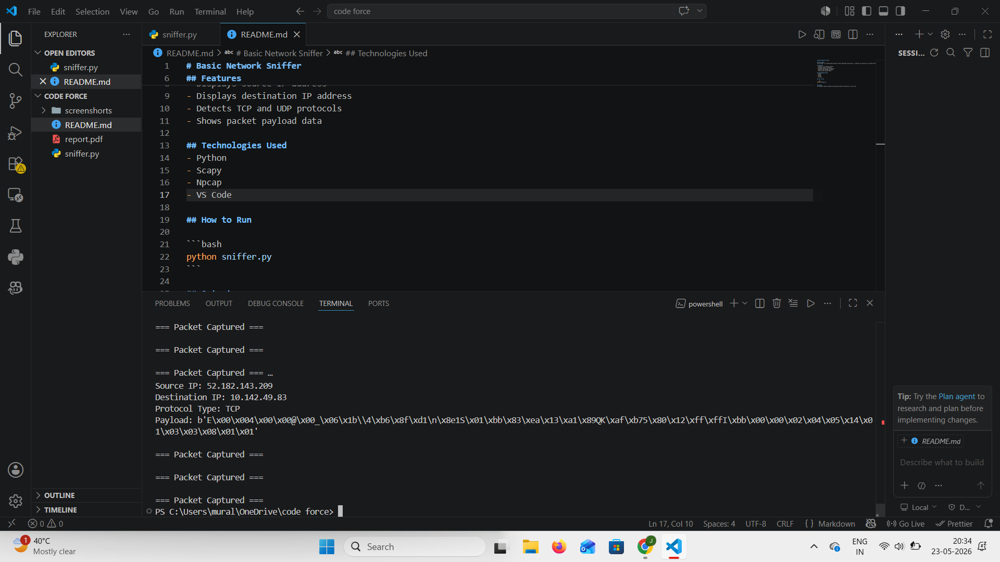 File Edit Selection View Go Run Terminal Help
code force
EXPLORER
OPEN EDITORS
sniffer.py
README.md
CODE FORCE
screenshorts
README.md
report.pdf
sniffer.py
OUTLINE
TIMELINE
sniffer.py
README.md
README.md > # Basic Network Sniffer > ## Technologies Used
1 # Basic Network Sniffer
6 ## Features
9 - Displays destination IP address
10 - Detects TCP and UDP protocols
11 - Shows packet payload data
12
13 ## Technologies Used
14 - Python
15 - Scapy
16 - Npcap
17 - VS Code
18
19 ## How to Run
20
21 ```bash
22 python sniffer.py
23 ```
24
PROBLEMS OUTPUT DEBUG CONSOLE TERMINAL PORTS
powershell
=== Packet Captured ===
=== Packet Captured ===
=== Packet Captured === …
Source IP: 52.182.143.209
Destination IP: 10.142.49.83
Protocol Type: TCP
Payload: b'E\x00\x004\x00\x00@\x00_\x06\x1b\\4\xb6\x8f\xd1\n\x8e1S\x01\xbb\x83\xea\x13\xa1\x89QK\xaf\xb75\x80\x12\xff\xffI\xbb\x00\x00\x02\x04\x05\x14\x0
1\x03\x03\x08\x01\x01'
=== Packet Captured ===
=== Packet Captured ===
=== Packet Captured ===
PS C:\Users\mural\OneDrive\code force>
SESSI...
Tip: Try the Plan agent to
research and plan before
implementing changes.
README.md
Describe what to build
Local
D...
0 0
Ln 17, Col 10 Spaces: 4 UTF-8 CRLF { } Markdown Go Live Prettier
1
40°C
Mostly clear
Search
J
ENG
IN
20:34
23-05-2026